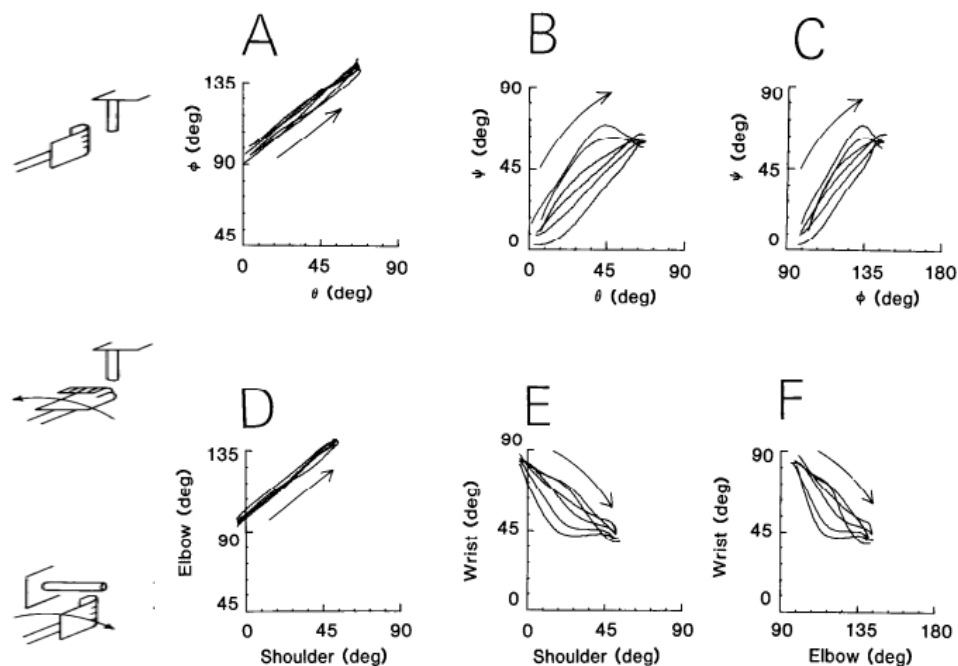 A
B
C
135
90
45
ϕ (deg)
0
45
90
θ (deg)
90
45
0
ψ (deg)
0
45
90
θ (deg)
90
45
0
ψ (deg)
90
135
180
ϕ (deg)
D
E
F
135
90
45
Elbow (deg)
0
45
90
Shoulder (deg)
90
45
0
Wrist (deg)
0
45
90
Shoulder (deg)
90
45
0
Wrist (deg)
90
135
180
Elbow (deg)